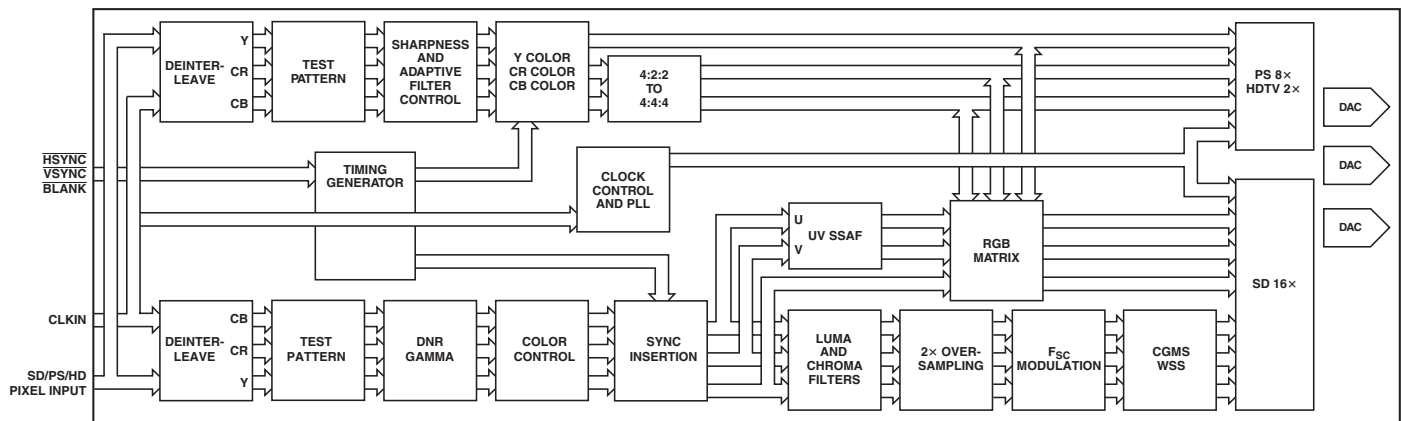 DEINTER-
LEAVE
Y
CR
CB
TEST
PATTERN
SHARPNESS
AND
ADAPTIVE
FILTER
CONTROL
Y COLOR
CR COLOR
CB COLOR
4:2:2
TO
4:4:4
PS 8×
HDTV 2×
DAC
DAC
DAC
HSYNC
VSYNC
BLANK
TIMING
GENERATOR
CLOCK
CONTROL
AND PLL
U
V
UV SSAF
RGB
MATRIX
SD 16×
CLKIN
SD/PS/HD
PIXEL INPUT
DEINTER-
LEAVE
CB
CR
Y
TEST
PATTERN
DNR
GAMMA
COLOR
CONTROL
SYNC
INSERTION
LUMA
AND
CHROMA
FILTERS
2× OVER-
SAMPLING
FSC
MODULATION
CGMS
WSS